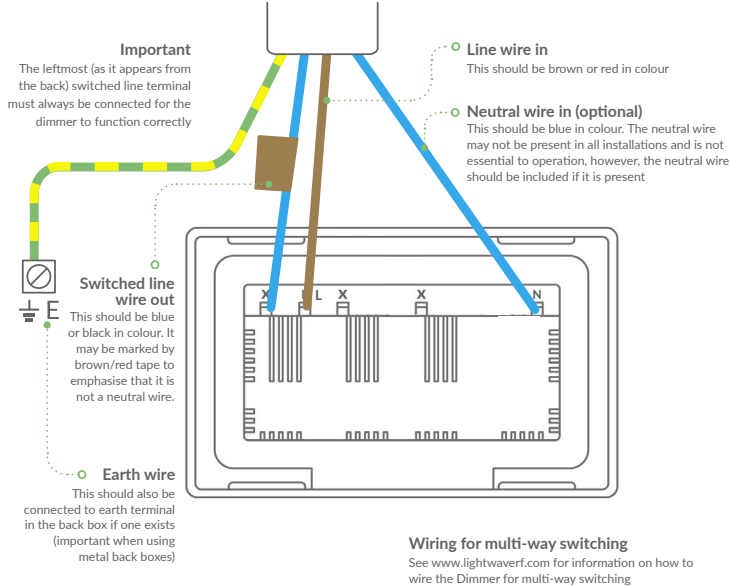 Important
The leftmost (as it appears from
the back) switched line terminal
must always be connected for the
dimmer to function correctly
Line wire in
This should be brown or red in colour
Neutral wire in (optional)
This should be blue in colour. The neutral wire
may not be present in all installations and is not
essential to operation, however, the neutral wire
should be included if it is present
Switched line
wire out
This should be blue
or black in colour. It
may be marked by
brown/red tape to
emphasise that it is
not a neutral wire.
X L X X N
E
Earth wire
This should also be
connected to earth terminal
in the back box if one exists
(important when using
metal back boxes)
Wiring for multi-way switching
See www.lightwaverf.com for information on how to
wire the Dimmer for multi-way switching